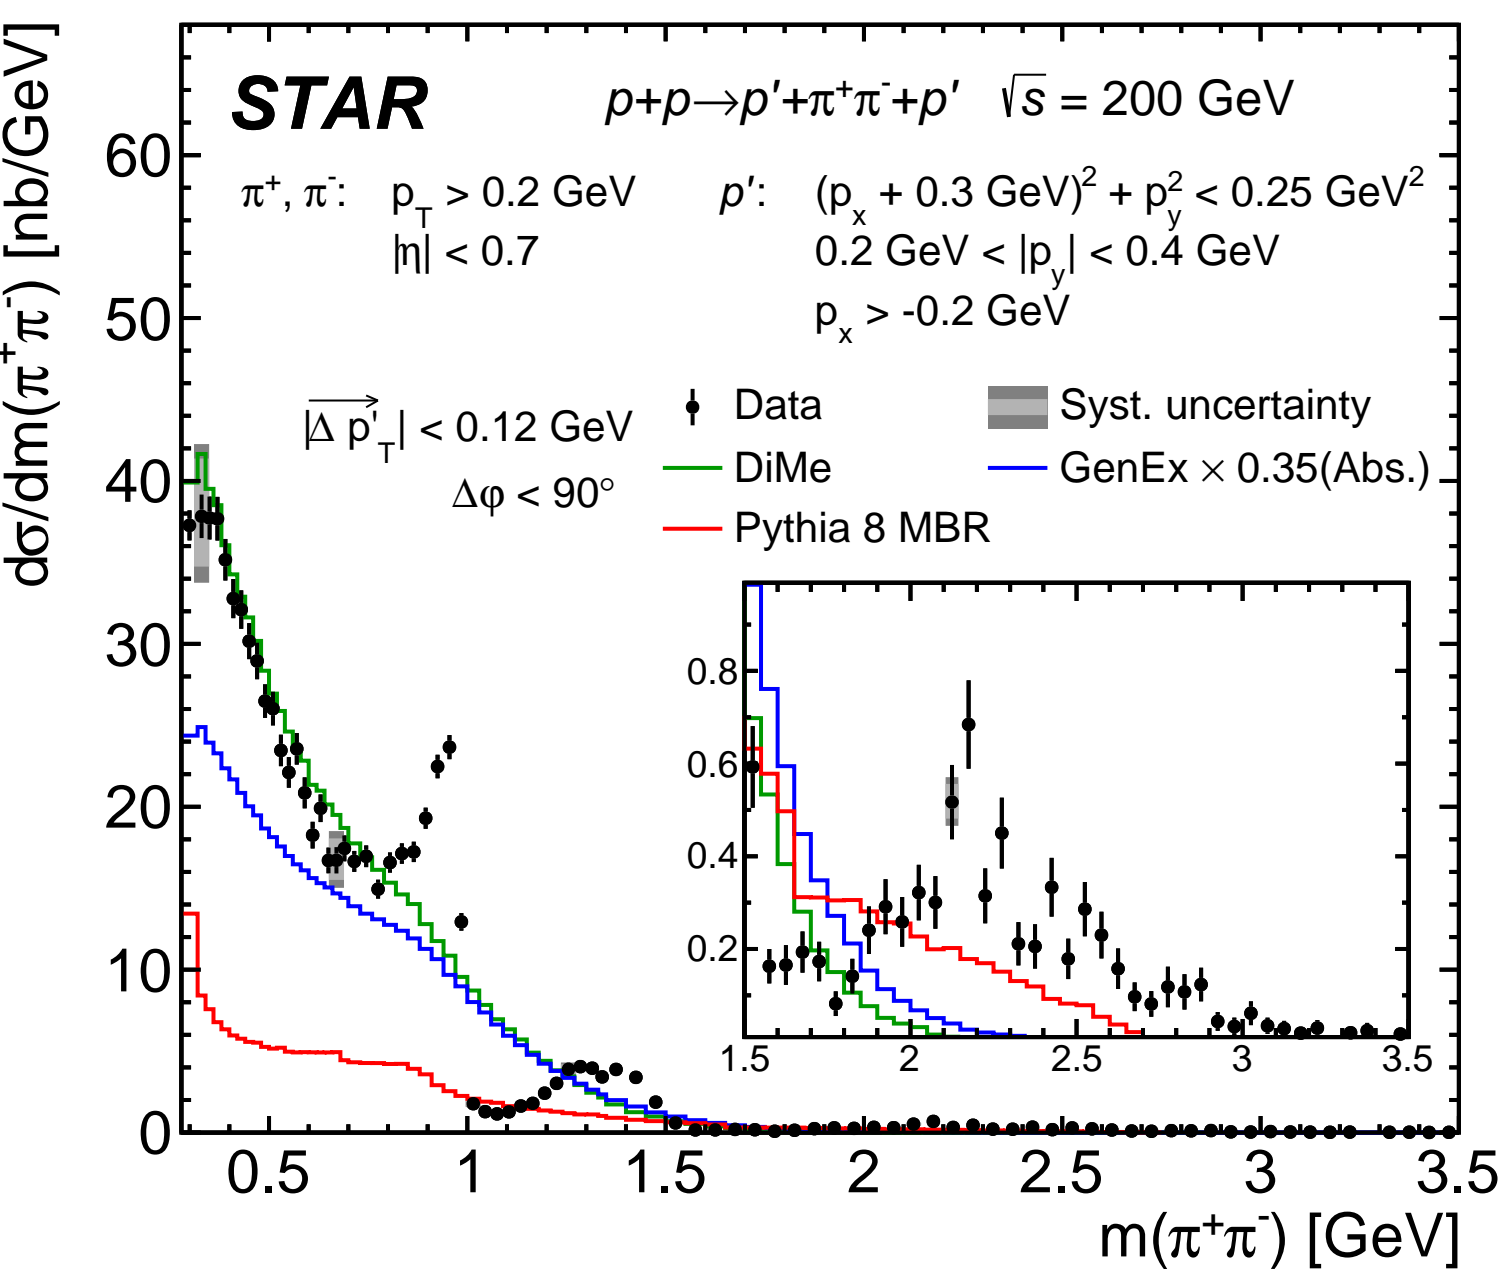 STAR p+p→p′+π⁺π⁻+p′ √s = 200 GeV
π⁺, π⁻: p_T > 0.2 GeV p′: (p_x + 0.3 GeV)² + p_y² < 0.25 GeV²
|η| < 0.7 0.2 GeV < |p_y| < 0.4 GeV
p_x > -0.2 GeV
|Δ p⃗'_T| < 0.12 GeV
Δφ < 90°
Data Syst. uncertainty
DiMe GenEx × 0.35(Abs.)
Pythia 8 MBR
dσ/dm(π⁺π⁻) [nb/GeV]
60
50
40
30
20
10
0
0.8
0.6
0.4
0.2
1.5 2 2.5 3 3.5
0.5 1 1.5 2 2.5 3 3.5
m(π⁺π⁻) [GeV]